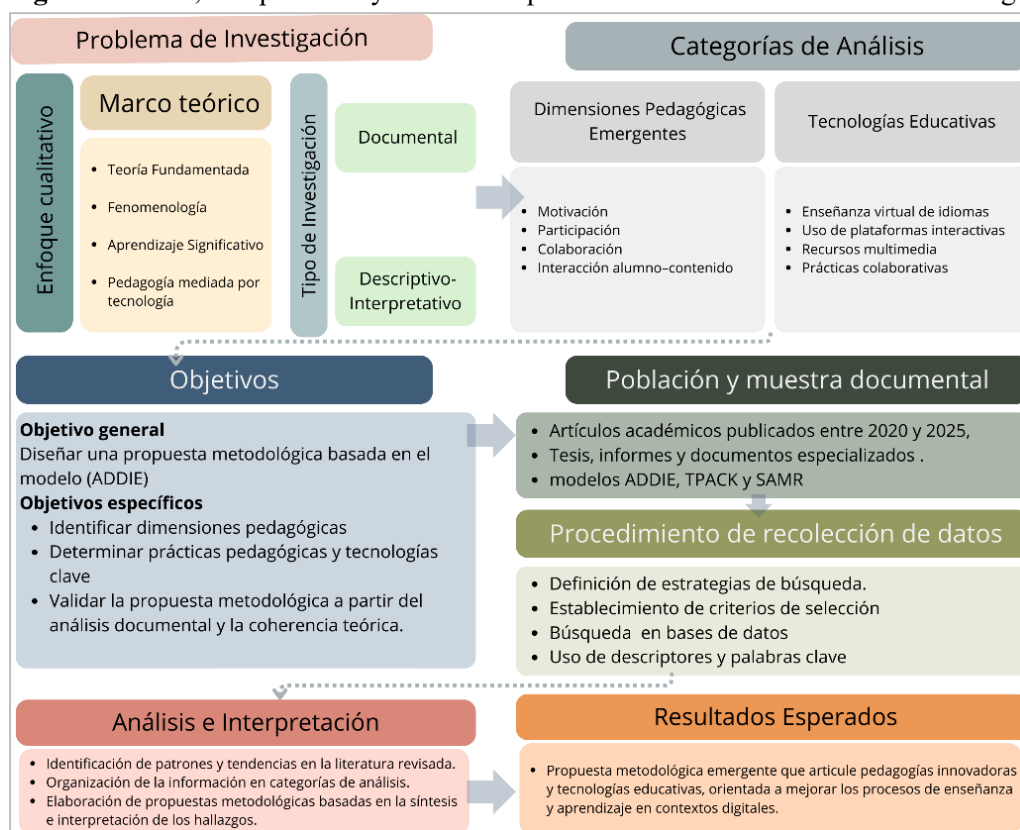 Problema de Investigación
Categorías de Análisis
Enfoque cualitativo
Marco teórico
• Teoría Fundamentada
• Fenomenología
• Aprendizaje Significativo
• Pedagogía mediada por
tecnología
Tipo de Investigación
Documental
Descriptivo-
Interpretativo
Dimensiones Pedagógicas
Emergentes
• Motivación
• Participación
• Colaboración
• Interacción alumno–contenido
Tecnologías Educativas
• Enseñanza virtual de idiomas
• Uso de plataformas interactivas
• Recursos multimedia
• Prácticas colaborativas
Objetivos
Objetivo general
Diseñar una propuesta metodológica basada en el
modelo (ADDIE)
Objetivos específicos
• Identificar dimensiones pedagógicas
• Determinar prácticas pedagógicas y tecnologías
clave
• Validar la propuesta metodológica a partir del
análisis documental y la coherencia teórica.
Población y muestra documental
• Artículos académicos publicados entre 2020 y 2025,
• Tesis, informes y documentos especializados .
• modelos ADDIE, TPACK y SAMR
Procedimiento de recolección de datos
• Definición de estrategias de búsqueda.
• Establecimiento de criterios de selección
• Búsqueda en bases de datos
• Uso de descriptores y palabras clave
Análisis e Interpretación
• Identificación de patrones y tendencias en la literatura revisada.
• Organización de la información en categorías de análisis.
• Elaboración de propuestas metodológicas basadas en la síntesis
e interpretación de los hallazgos.
Resultados Esperados
• Propuesta metodológica emergente que articule pedagogías innovadoras
y tecnologías educativas, orientada a mejorar los procesos de enseñanza
y aprendizaje en contextos digitales.